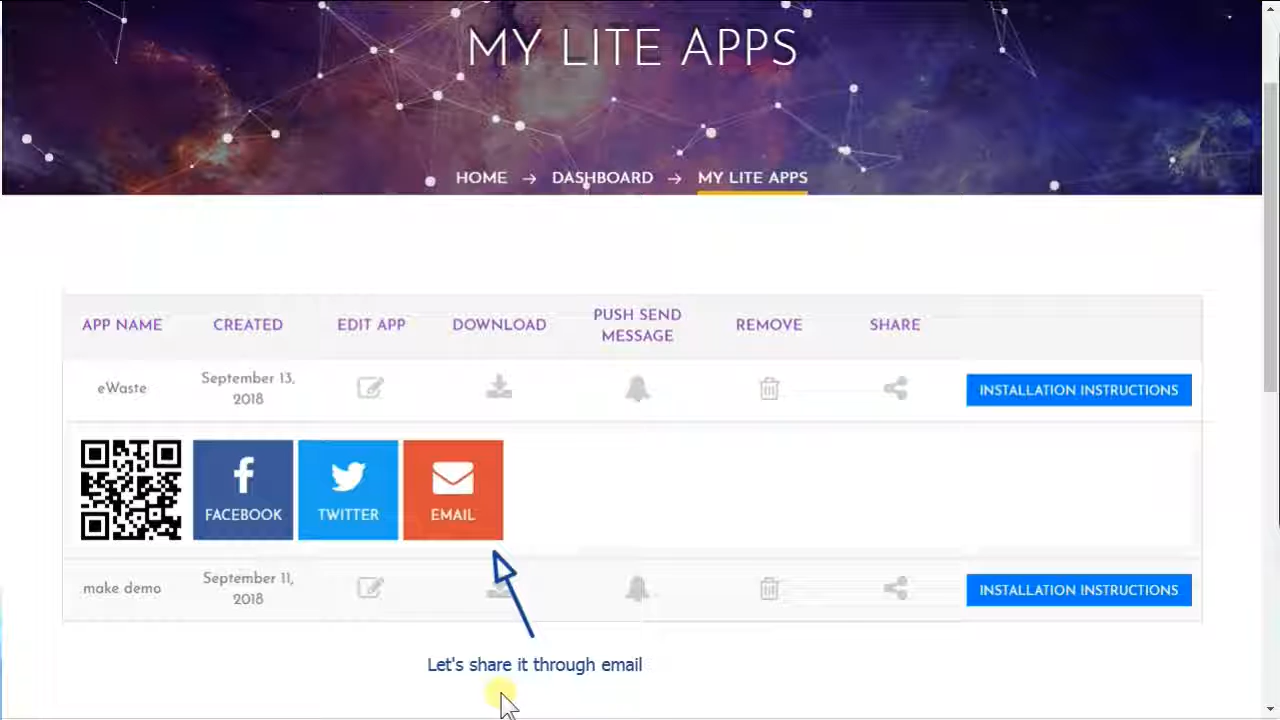 MY LITE APPS
HOME → DASHBOARD → MY LITE APPS
APP NAME CREATED EDIT APP DOWNLOAD PUSH SEND MESSAGE REMOVE SHARE
eWaste September 13, 2018 INSTALLATION INSTRUCTIONS
FACEBOOK TWITTER EMAIL
make demo September 11, 2018 INSTALLATION INSTRUCTIONS
Let's share it through email